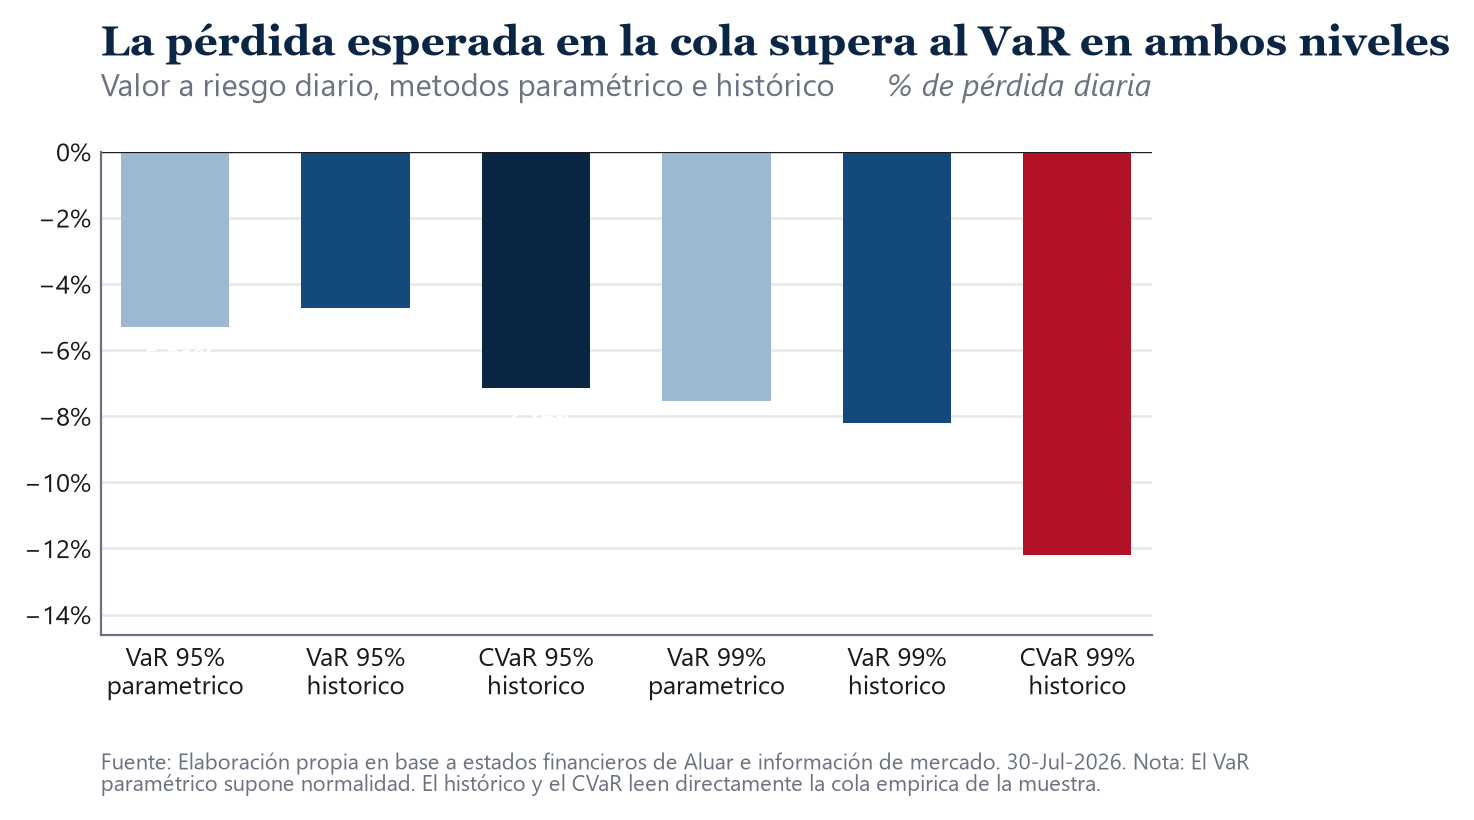 La pérdida esperada en la cola supera al VaR en ambos niveles
Valor a riesgo diario, metodos paramétrico e histórico % de pérdida diaria
0%
−2%
−4%
−6%
−8%
−10%
−12%
−14%
VaR 95% parametrico
VaR 95% historico
CVaR 95% historico
VaR 99% parametrico
VaR 99% historico
CVaR 99% historico
Fuente: Elaboración propia en base a estados financieros de Aluar e información de mercado. 30-Jul-2026. Nota: El VaR
paramétrico supone normalidad. El histórico y el CVaR leen directamente la cola empirica de la muestra.